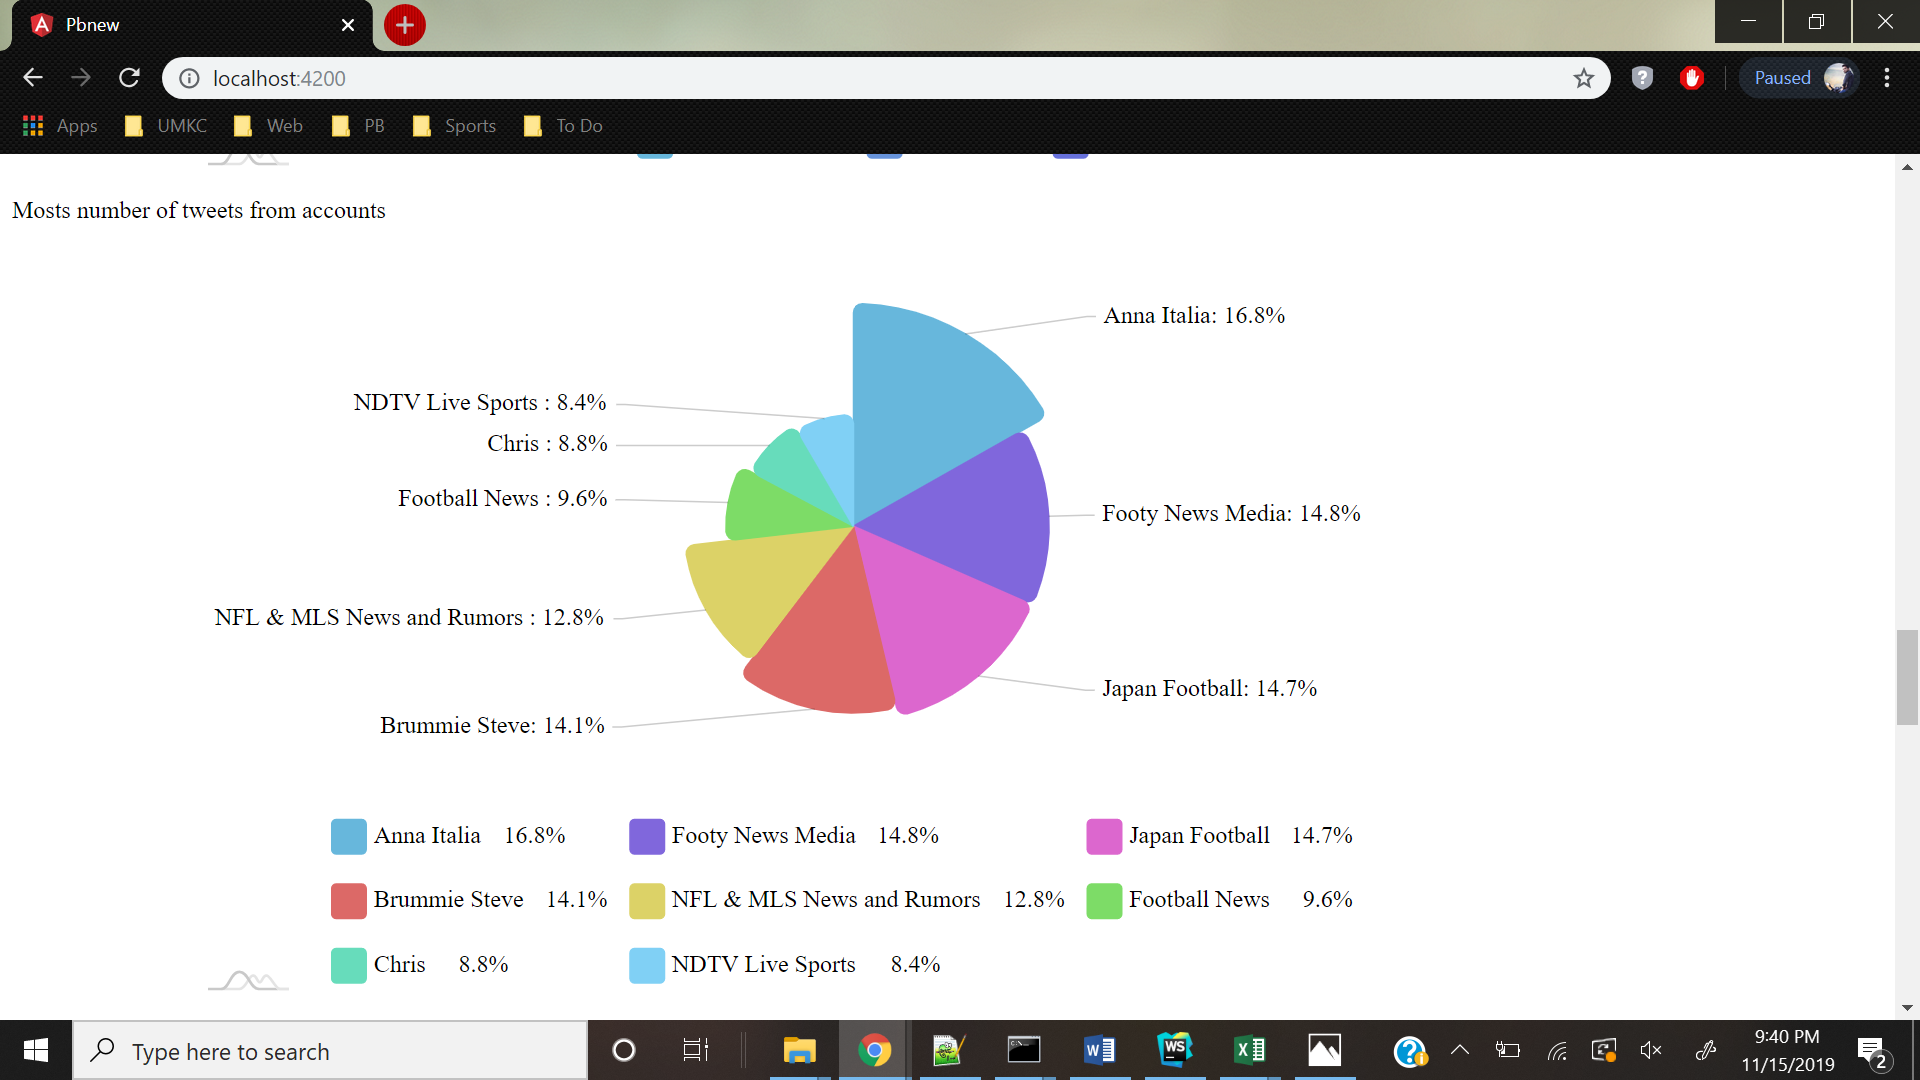 Pbnew
localhost:4200
Paused
Apps UMKC Web PB Sports To Do
Mosts number of tweets from accounts
Anna Italia: 16.8%
NDTV Live Sports : 8.4%
Chris : 8.8%
Football News : 9.6%
Footy News Media: 14.8%
NFL & MLS News and Rumors : 12.8%
Japan Football: 14.7%
Brummie Steve: 14.1%
Anna Italia 16.8% Footy News Media 14.8% Japan Football 14.7%
Brummie Steve 14.1% NFL & MLS News and Rumors 12.8% Football News 9.6%
Chris 8.8% NDTV Live Sports 8.4%
Type here to search
WS
9:40 PM
11/15/2019
2